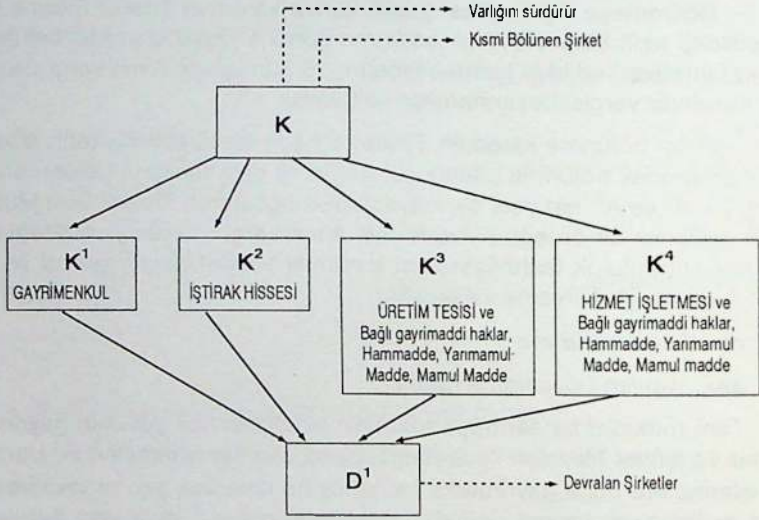 Varlığını sürdürür
Kısmi Bölünen Şirket
K
K¹
GAYRİMENKUL
K²
İŞTİRAK HİSSESİ
K³
ÜRETİM TESİSİ ve
Bağlı gayrimaddi haklar,
Hammadde, Yarımamul-
Madde, Mamul Madde
K⁴
HİZMET İŞLETMESİ ve
Bağlı gayrimaddi haklar,
Hammadde, Yarımamul
Madde, Mamul madde
D¹
Devralan Şirketler